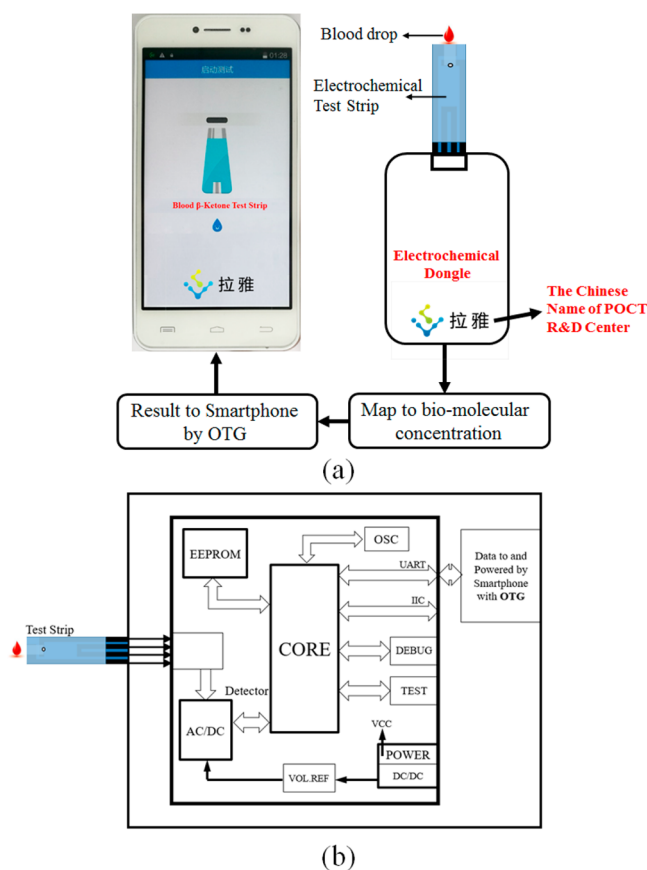 Blood drop
01:28
启动测试
Electrochemical
Test Strip
Blood β-Ketone Test Strip
Electrochemical
Dongle
拉雅
拉雅
The Chinese
Name of POCT
R&D Center
Result to Smartphone
by OTG
Map to bio-molecular
concentration
(a)
OSC
EEPROM
UART
Data to and
Powered by
Smartphone
with OTG
IIC
Test Strip
CORE
DEBUG
TEST
Detector
AC/DC
VCC
POWER
VOL.REF
DC/DC
(b)